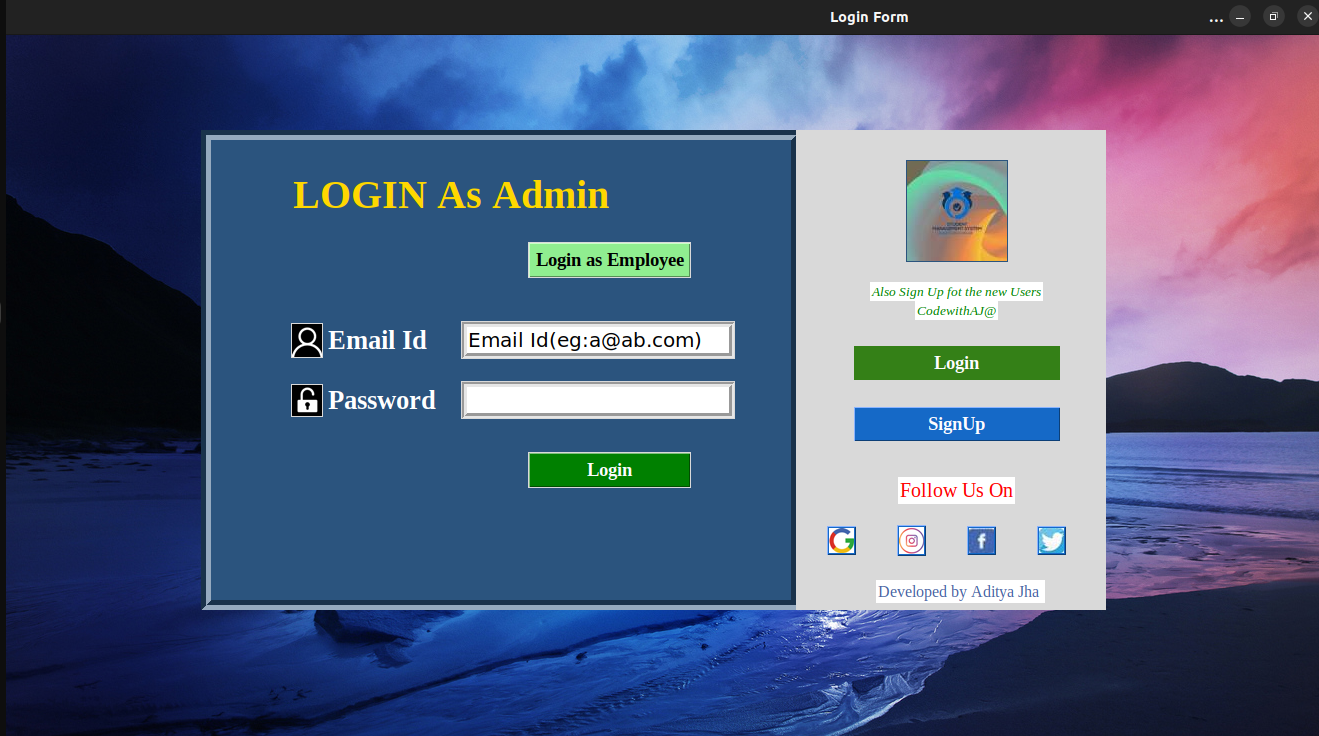 Login Form
...
LOGIN As Admin
Login as Employee
Email Id
Email Id(eg:a@ab.com)
Password
Login
STUDENT
MANAGEMENT SYSTEM
Also Sign Up fot the new Users
CodewithAJ@
Login
SignUp
Follow Us On
Developed by Aditya Jha